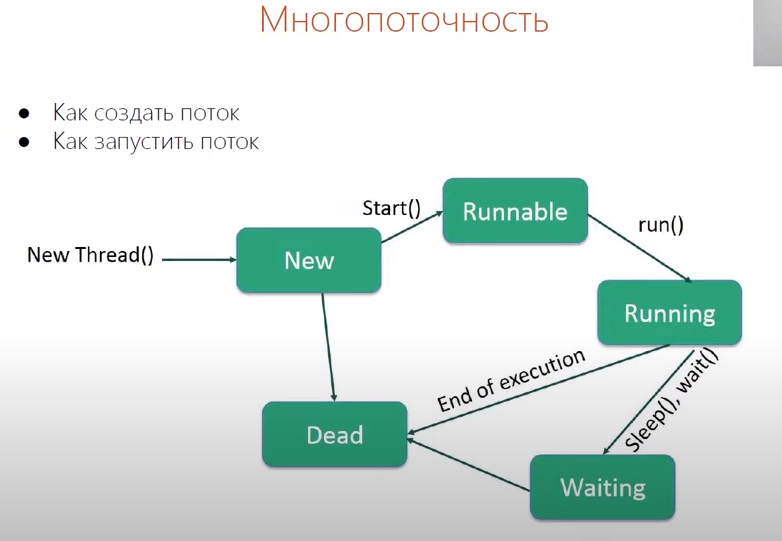 Многопоточность
● Как создать поток
● Как запустить поток
Start()
Runnable
run()
New Thread()
New
Running
End of execution
Sleep(), wait()
Dead
Waiting